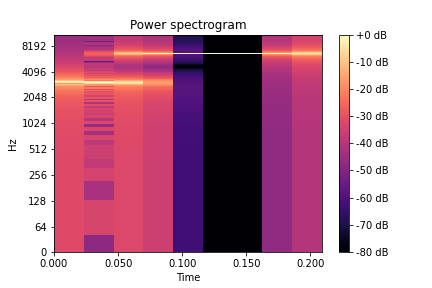 Power spectrogram
Hz
8192
4096
2048
1024
512
256
128
64
0
0.000 0.050 0.100 0.150 0.200
Time
+0 dB
-10 dB
-20 dB
-30 dB
-40 dB
-50 dB
-60 dB
-70 dB
-80 dB